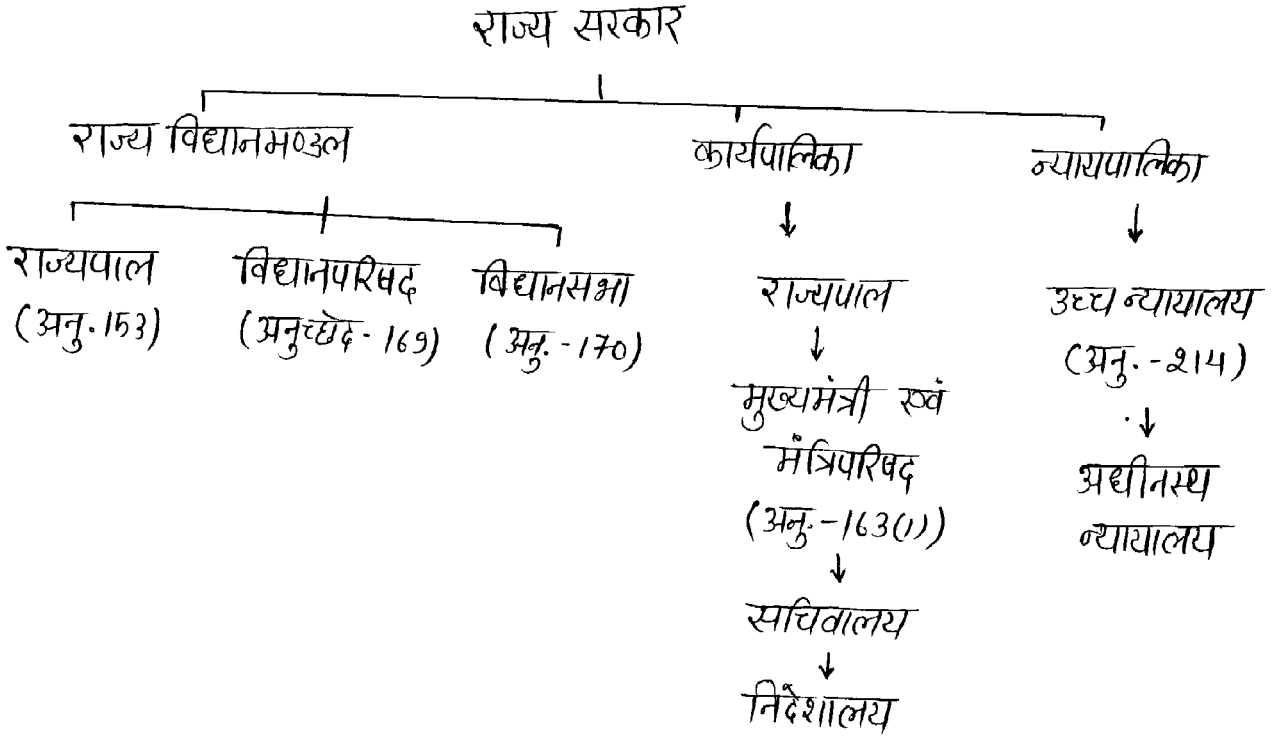 राज्य सरकार
राज्य विधानमण्डल
कार्यपालिका
न्यायपालिका
राज्यपाल
(अनु. 153)
विधानपरिषद
(अनुच्छेद - 169)
विधानसभा
(अनु. - 170)
राज्यपाल
मुख्यमंत्री एवं
मंत्रिपरिषद
(अनु. - 163(1))
सचिवालय
निदेशालय
उच्च न्यायालय
(अनु. - 214)
अधीनस्थ
न्यायालय